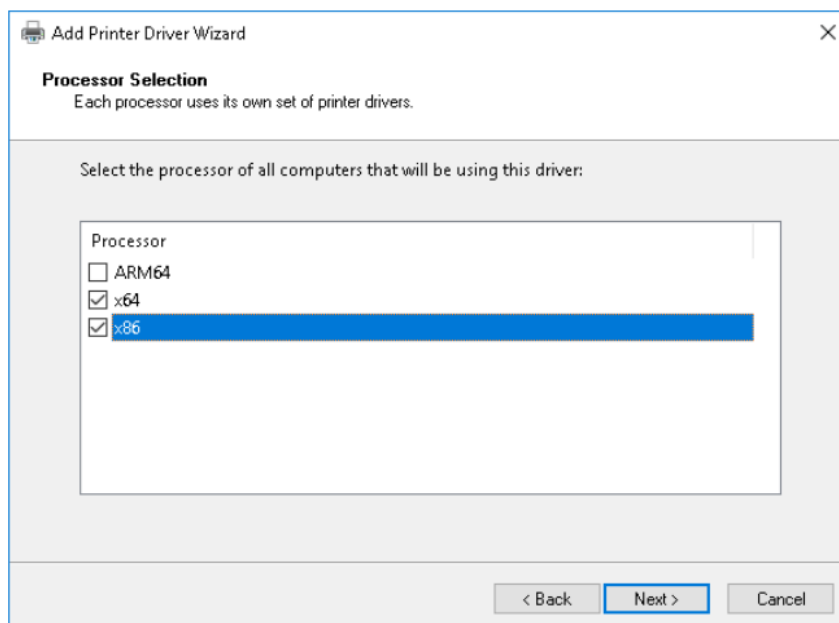 Add Printer Driver Wizard
Processor Selection
Each processor uses its own set of printer drivers.
Select the processor of all computers that will be using this driver:
Processor
ARM64
x64
x86
< Back
Next >
Cancel